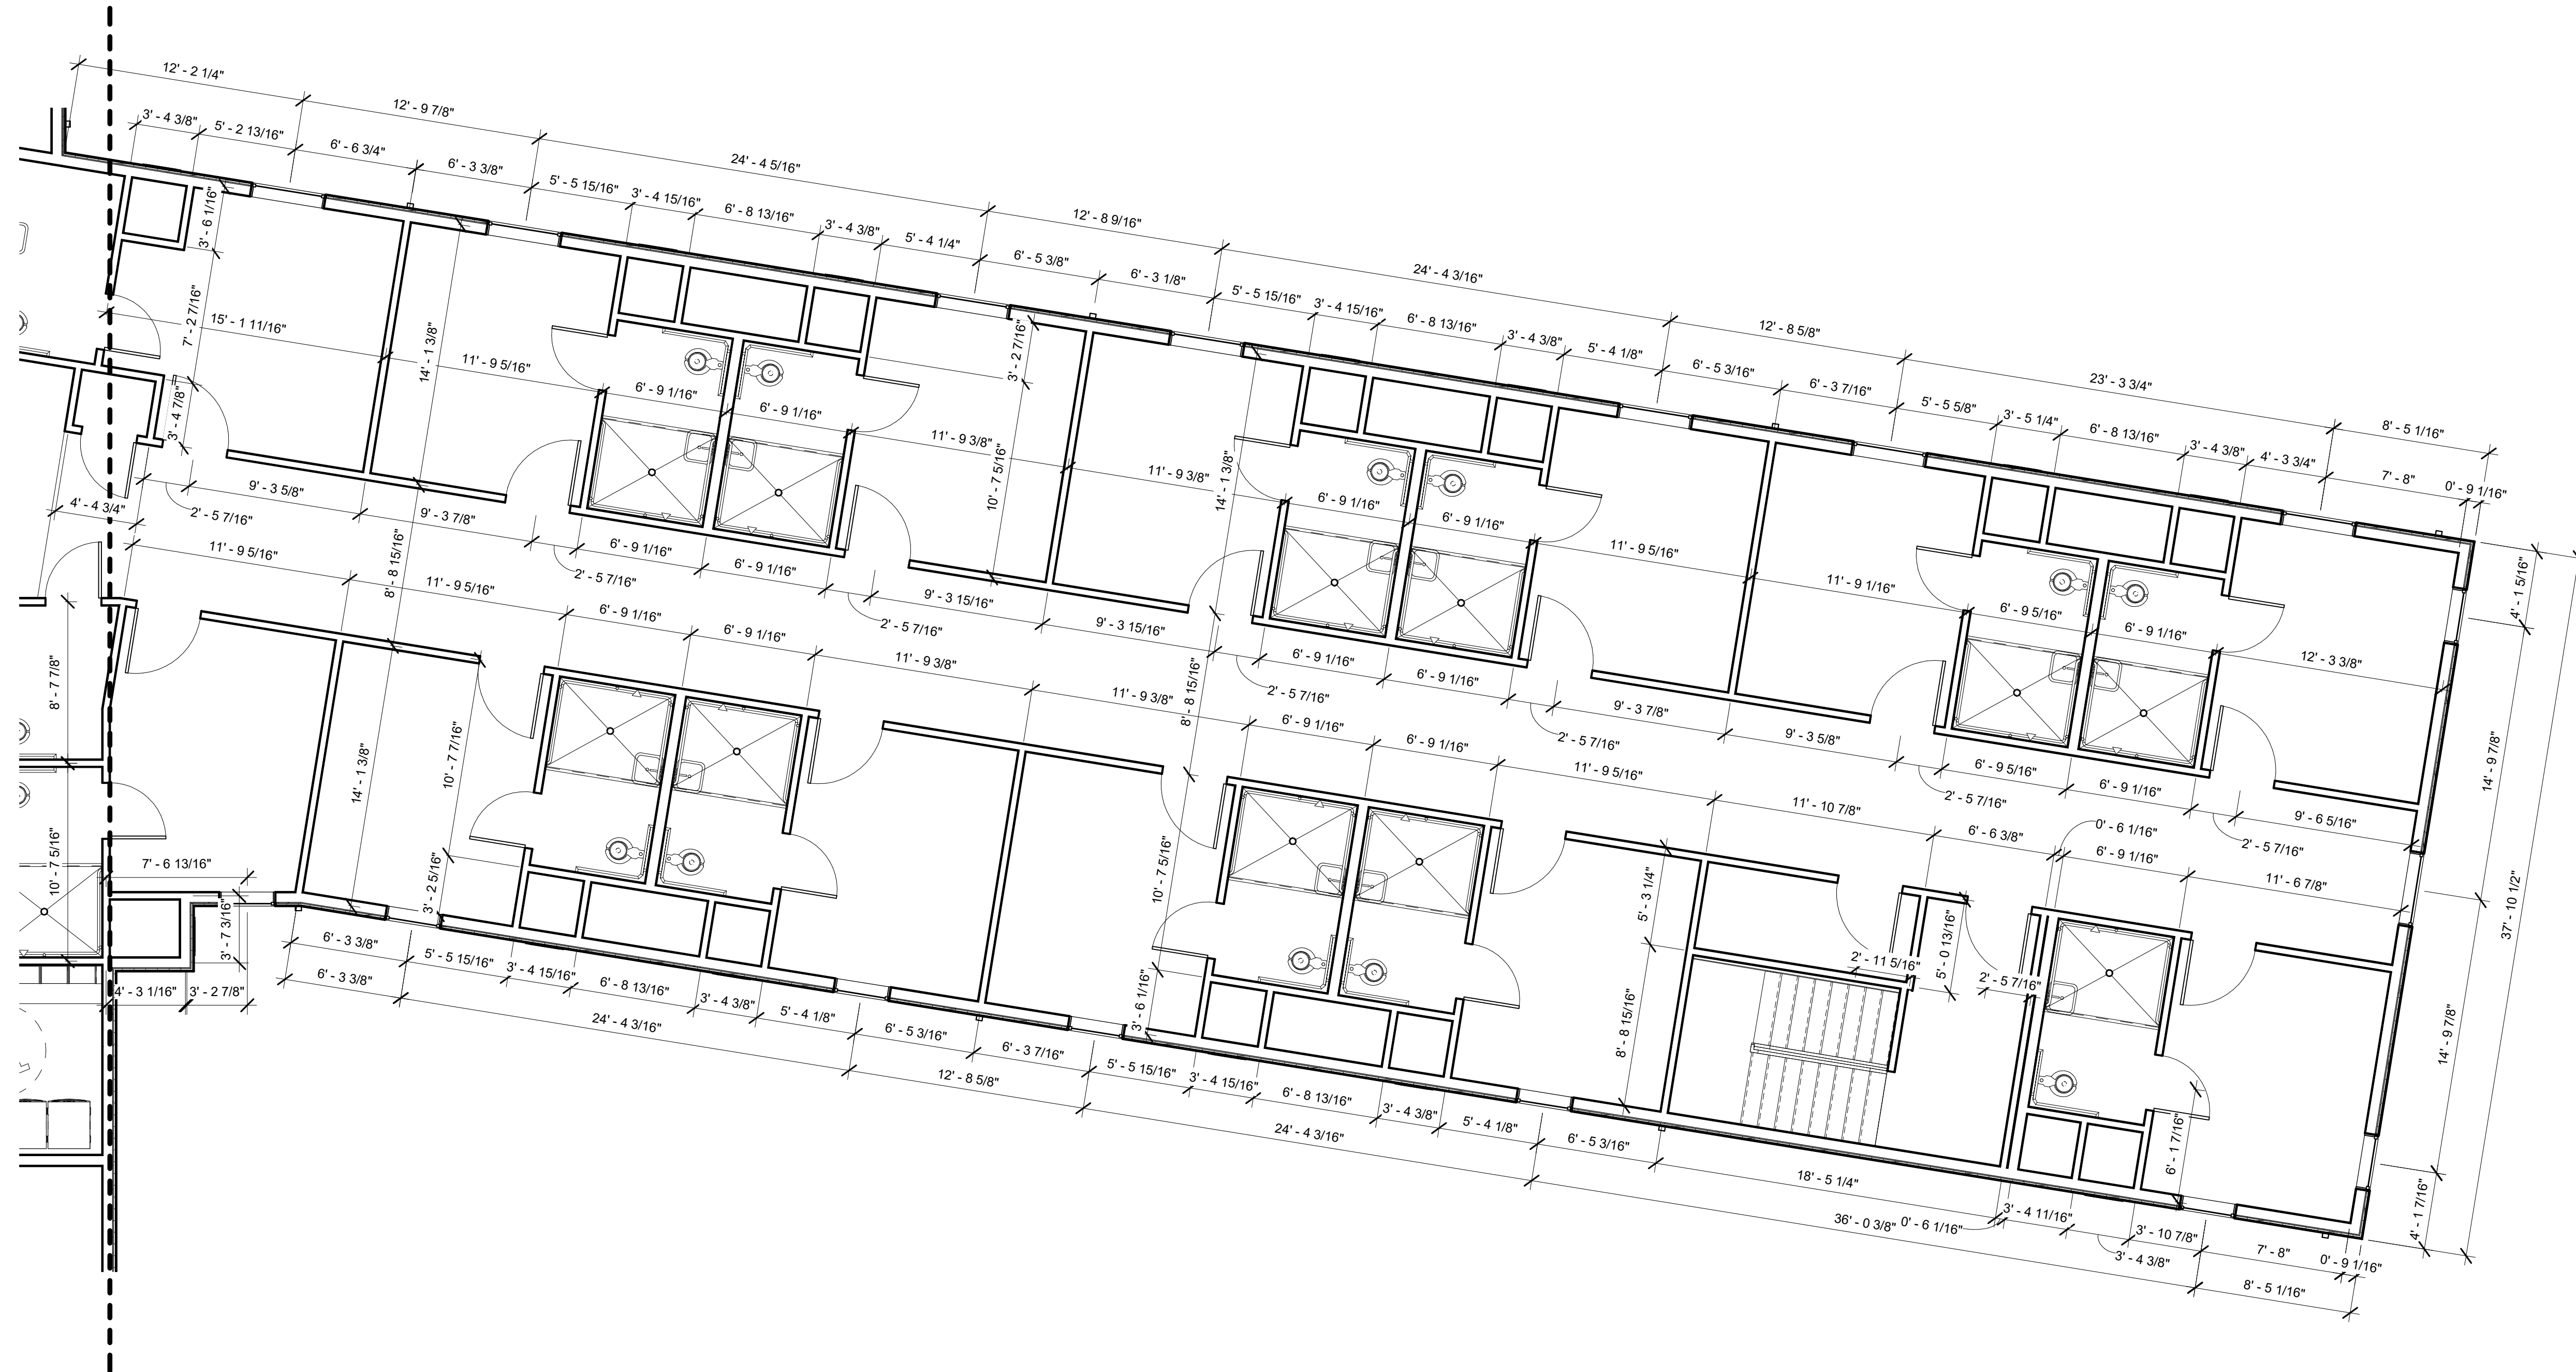 12' - 2 1/4"
12' - 9 7/8"
24' - 4 5/16"
12' - 8 9/16"
24' - 4 3/16"
12' - 8 5/8"
23' - 3 3/4"
8' - 5 1/16"
3' - 4 3/8"
5' - 2 13/16"
6' - 6 3/4"
6' - 3 3/8"
5' - 5 15/16"
3' - 4 15/16"
6' - 8 13/16"
3' - 4 3/8"
5' - 4 1/4"
6' - 5 3/8"
6' - 3 1/8"
5' - 5 15/16"
3' - 4 15/16"
6' - 8 13/16"
3' - 4 3/8"
5' - 4 1/8"
6' - 5 3/16"
6' - 3 7/16"
5' - 5 5/8"
3' - 5 1/4"
6' - 8 13/16"
3' - 4 3/8"
4' - 3 3/4"
7' - 8"
0' - 9 1/16"
3' - 6 1/16"
7' - 2 7/16"
3' - 4 7/8"
15' - 1 11/16"
14' - 1 3/8"
11' - 9 5/16"
6' - 9 1/16"
6' - 9 1/16"
11' - 9 3/8"
3' - 2 7/16"
10' - 7 5/16"
11' - 9 3/8"
14' - 1 3/8"
6' - 9 1/16"
6' - 9 1/16"
11' - 9 5/16"
11' - 9 1/16"
6' - 9 5/16"
6' - 9 1/16"
12' - 3 3/8"
4' - 1 5/16"
14' - 9 7/8"
37' - 10 1/2"
14' - 9 7/8"
4' - 1 7/16"
4' - 4 3/4"
2' - 5 7/16"
9' - 3 5/8"
9' - 3 7/8"
2' - 5 7/16"
6' - 9 1/16"
6' - 9 1/16"
2' - 5 7/16"
9' - 3 15/16"
9' - 3 15/16"
2' - 5 7/16"
6' - 9 1/16"
6' - 9 1/16"
2' - 5 7/16"
9' - 3 7/8"
9' - 3 5/8"
2' - 5 7/16"
6' - 9 5/16"
6' - 9 1/16"
2' - 5 7/16"
9' - 6 5/16"
8' - 8 15/16"
8' - 8 15/16"
11' - 9 5/16"
11' - 9 5/16"
6' - 9 1/16"
6' - 9 1/16"
11' - 9 3/8"
11' - 9 3/8"
6' - 9 1/16"
6' - 9 1/16"
11' - 9 5/16"
11' - 10 7/8"
6' - 6 3/8"
0' - 6 1/16"
6' - 9 1/16"
11' - 6 7/8"
8' - 7 7/8"
10' - 7 5/16"
7' - 6 13/16"
3' - 7 3/16"
4' - 3 1/16"
3' - 2 7/8"
14' - 1 3/8"
10' - 7 7/16"
3' - 2 5/16"
10' - 7 5/16"
3' - 6 1/16"
5' - 3 1/4"
8' - 8 15/16"
2' - 11 5/16"
5' - 0 13/16"
2' - 5 7/16"
6' - 1 7/16"
6' - 3 3/8"
5' - 5 15/16"
3' - 4 15/16"
6' - 8 13/16"
3' - 4 3/8"
5' - 4 1/8"
6' - 5 3/16"
6' - 3 7/16"
5' - 5 15/16"
3' - 4 15/16"
6' - 8 13/16"
3' - 4 3/8"
5' - 4 1/8"
6' - 5 3/16"
18' - 5 1/4"
0' - 6 1/16"
3' - 4 11/16"
3' - 4 3/8"
3' - 10 7/8"
7' - 8"
0' - 9 1/16"
6' - 3 3/8"
24' - 4 3/16"
12' - 8 5/8"
24' - 4 3/16"
36' - 0 3/8"
8' - 5 1/16"